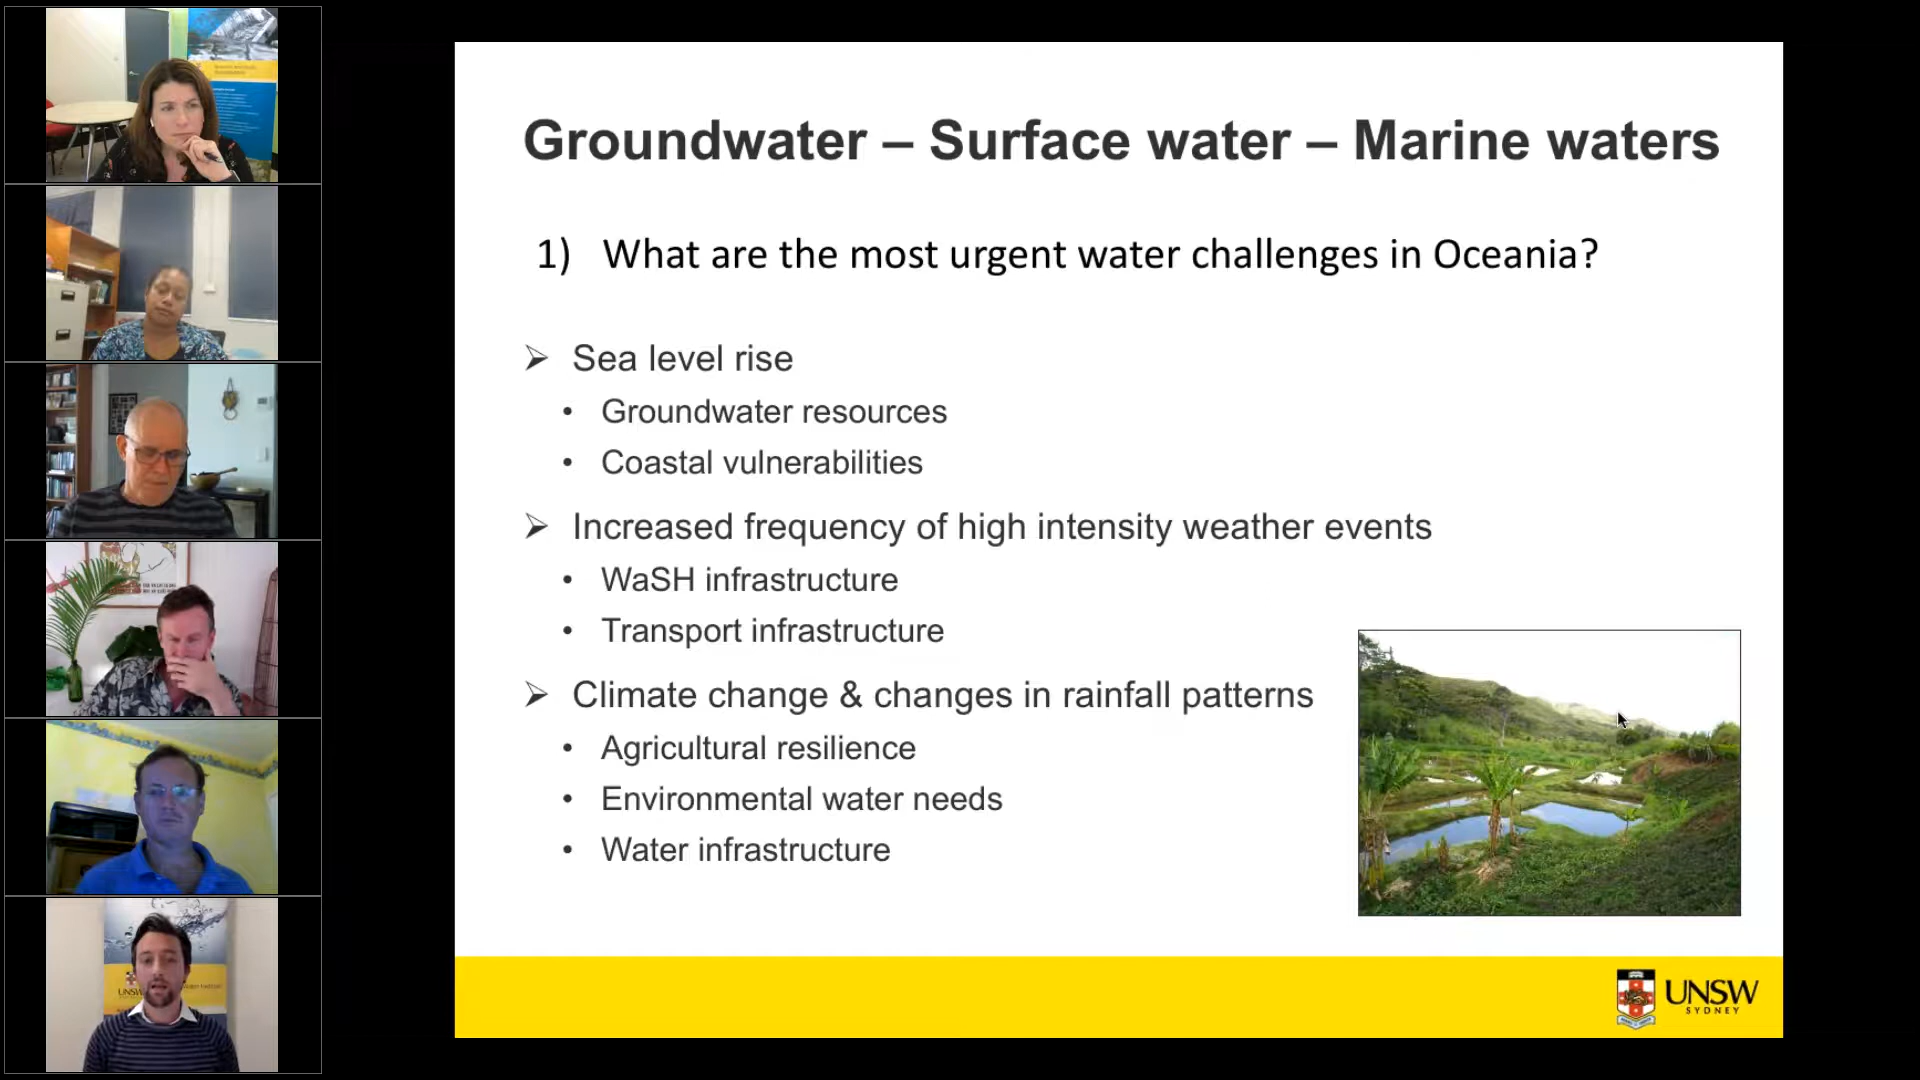 Groundwater – Surface water – Marine waters
1) What are the most urgent water challenges in Oceania?
➢ Sea level rise
• Groundwater resources
• Coastal vulnerabilities
➢ Increased frequency of high intensity weather events
• WaSH infrastructure
• Transport infrastructure
➢ Climate change & changes in rainfall patterns
• Agricultural resilience
• Environmental water needs
• Water infrastructure
UNSW
SYDNEY
UNSW